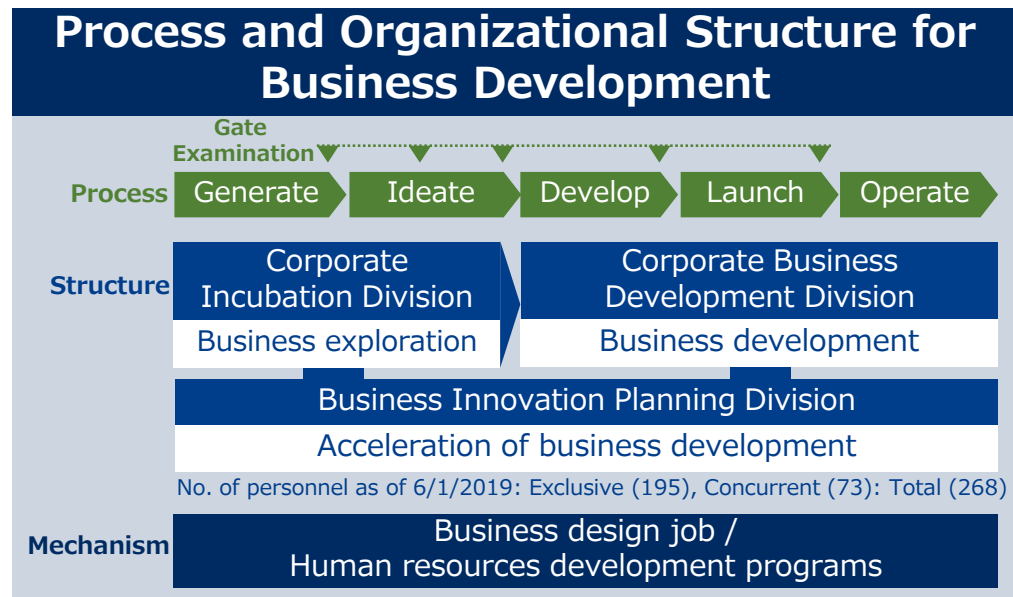 Process and Organizational Structure for
Business Development
Gate
Examination
Process
Generate
Ideate
Develop
Launch
Operate
Structure
Corporate
Incubation Division
Business exploration
Corporate Business
Development Division
Business development
Business Innovation Planning Division
Acceleration of business development
No. of personnel as of 6/1/2019: Exclusive (195), Concurrent (73): Total (268)
Mechanism
Business design job /
Human resources development programs